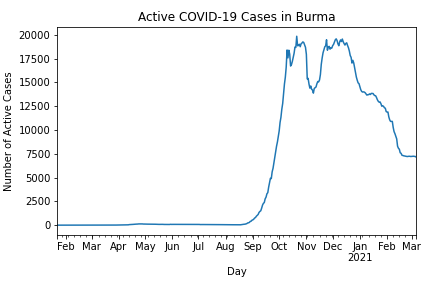 Active COVID-19 Cases in Burma
Number of Active Cases
20000
17500
15000
12500
10000
7500
5000
2500
0
Feb Mar Apr May Jun Jul Aug Sep Oct Nov Dec Jan Feb Mar
2021
Day